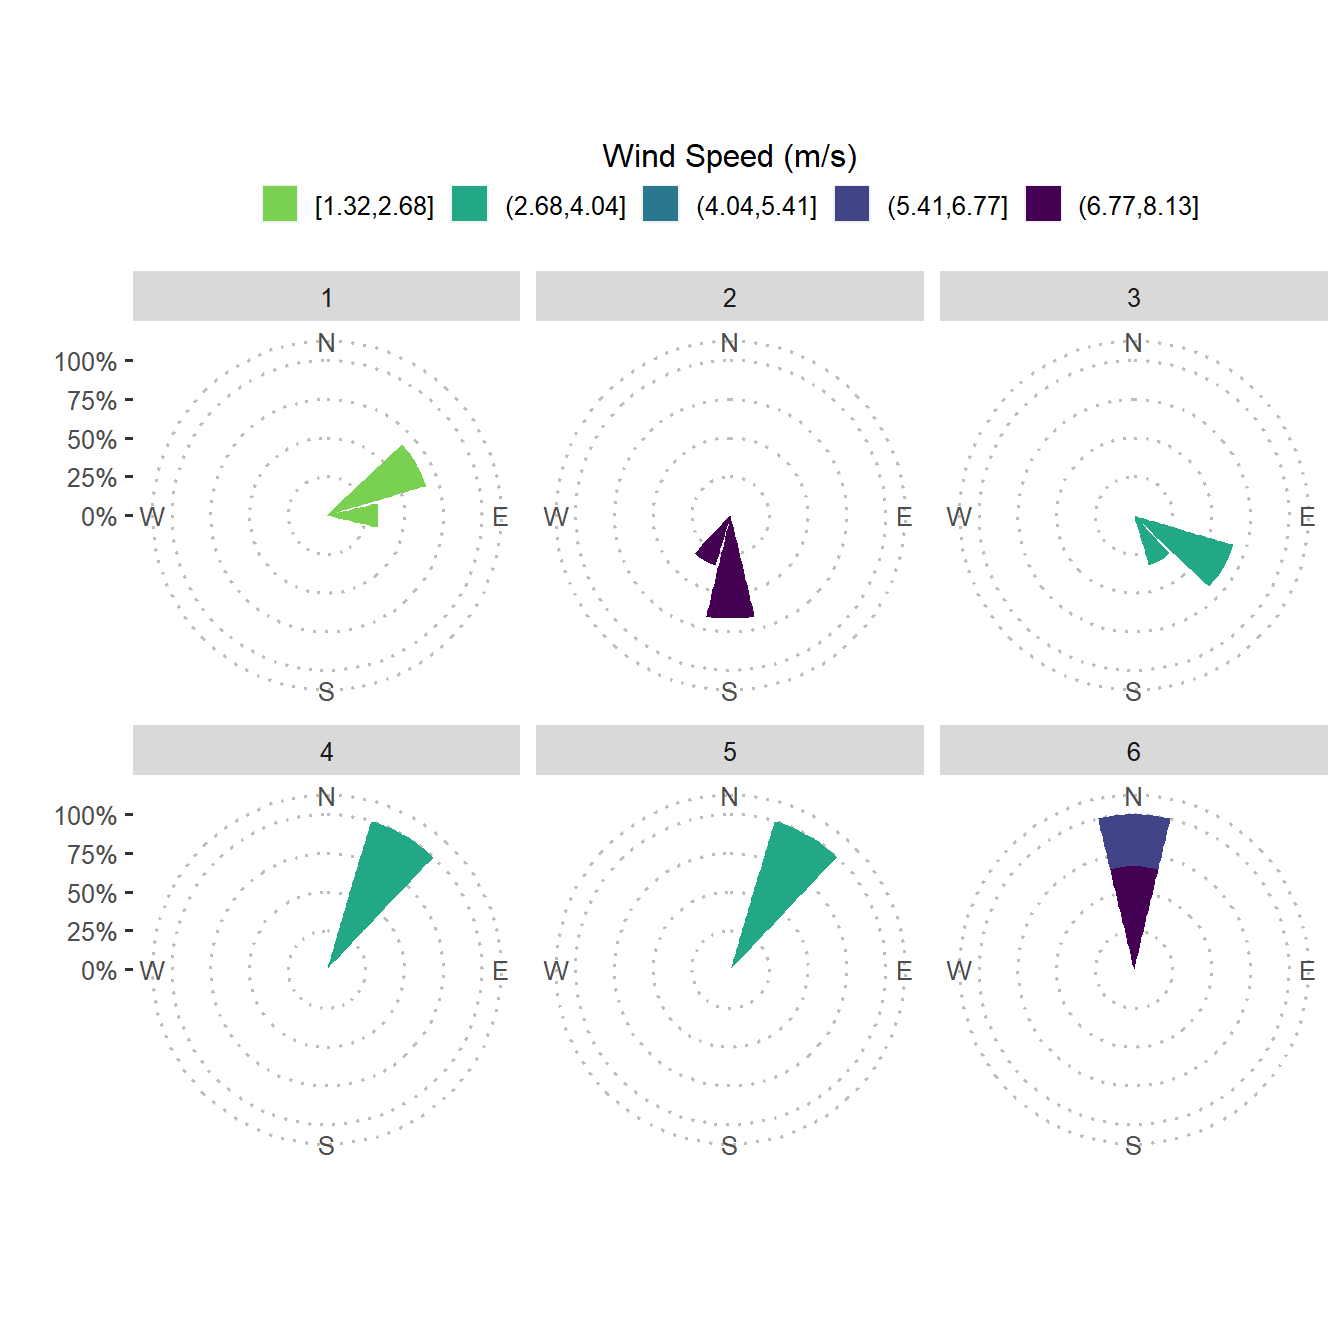 Wind Speed (m/s)
[1.32,2.68] (2.68,4.04] (4.04,5.41] (5.41,6.77] (6.77,8.13]
1 2 3
N N N
100%
75%
50%
25%
0% W E W E W E
S S S
4 5 6
N N N
100%
75%
50%
25%
0% W E W E W E
S S S